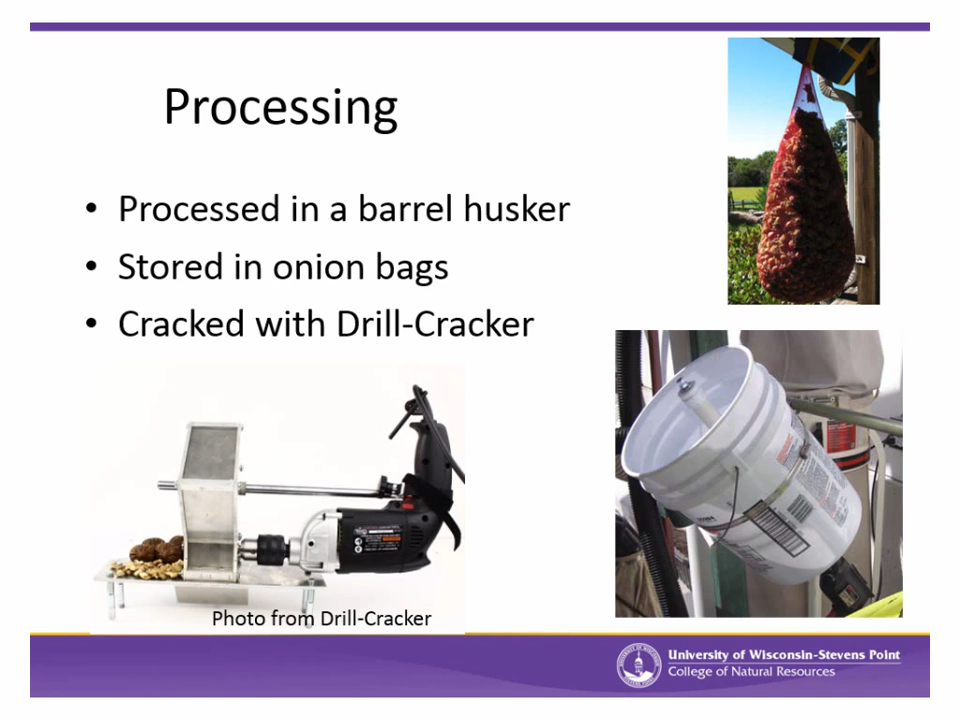 Processing
• Processed in a barrel husker
• Stored in onion bags
• Cracked with Drill-Cracker
Photo from Drill-Cracker
University of Wisconsin-Stevens Point
College of Natural Resources